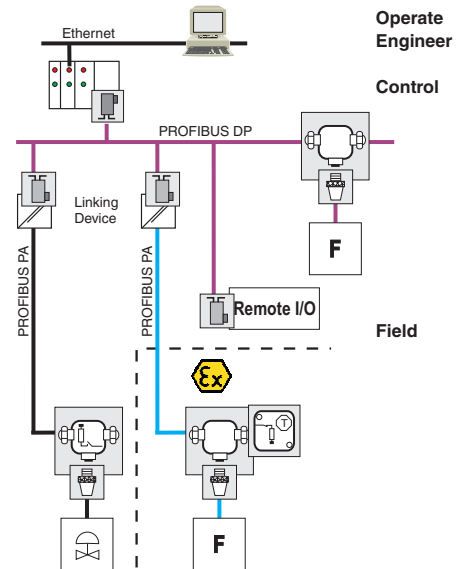 Operate
Engineer
Ethernet
Control
PROFIBUS DP
Linking
Device
F
PROFIBUS PA
PROFIBUS PA
Remote I/O
Field
Ex
T
F